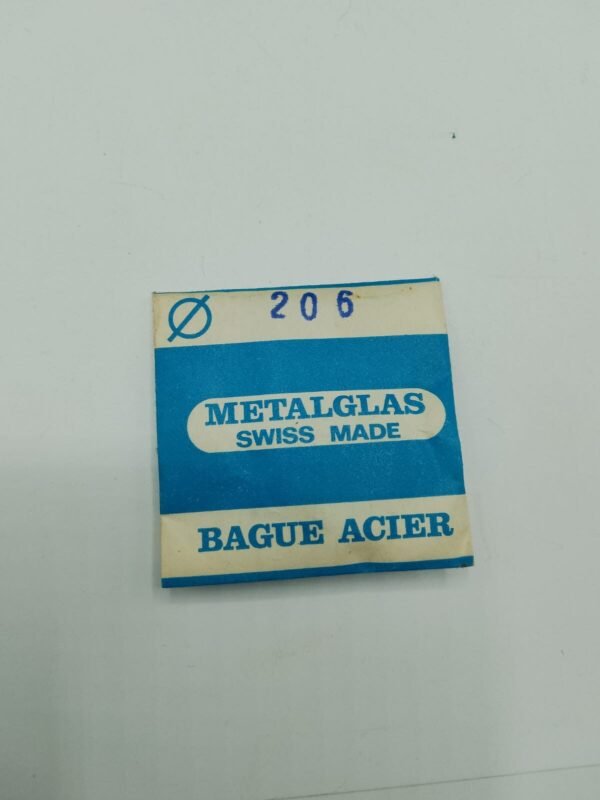 Ø 206
METALGLAS
SWISS MADE
BAGUE ACIER